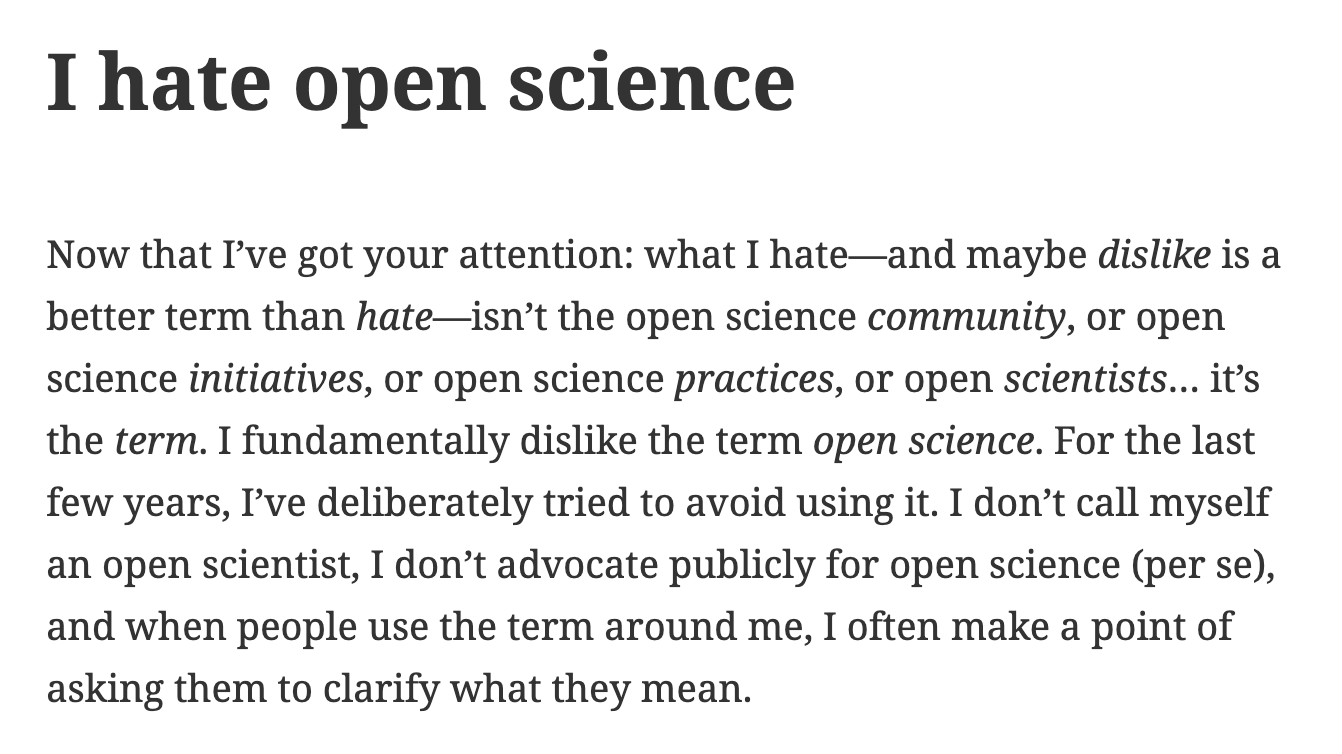 I hate open science
Now that I’ve got your attention: what I hate—and maybe dislike is a
better term than hate—isn’t the open science community, or open
science initiatives, or open science practices, or open scientists… it’s
the term. I fundamentally dislike the term open science. For the last
few years, I’ve deliberately tried to avoid using it. I don’t call myself
an open scientist, I don’t advocate publicly for open science (per se),
and when people use the term around me, I often make a point of
asking them to clarify what they mean.